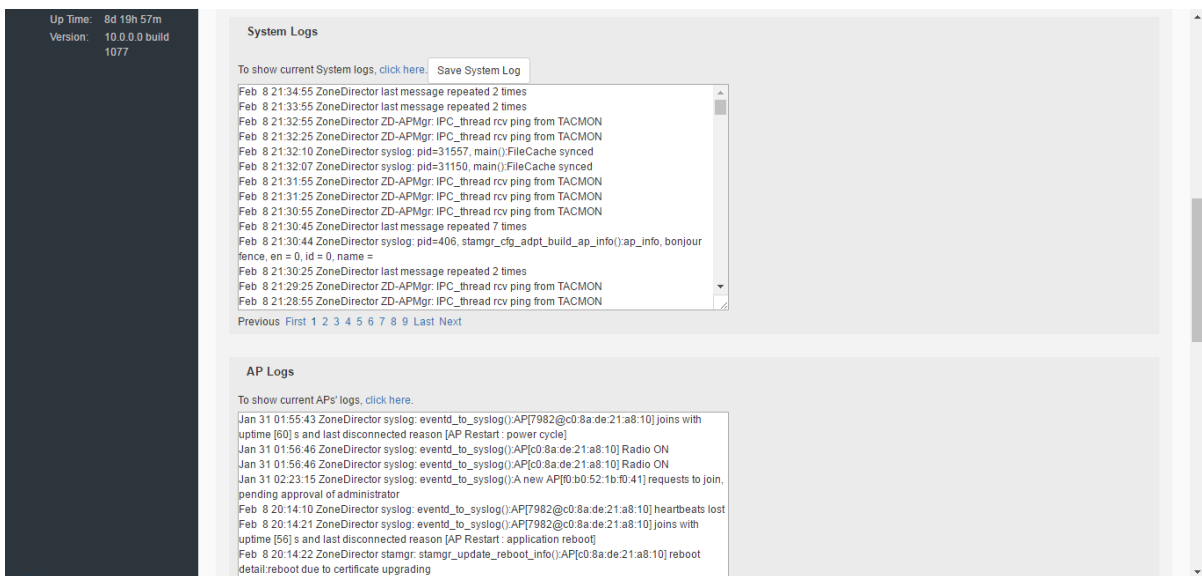 Up Time: 8d 19h 57m
Version: 10.0.0.0 build
1077
System Logs
To show current System logs, click here. Save System Log
Feb 8 21:34:55 ZoneDirector last message repeated 2 times
Feb 8 21:33:55 ZoneDirector last message repeated 2 times
Feb 8 21:32:55 ZoneDirector ZD-APMgr: IPC_thread rcv ping from TACMON
Feb 8 21:32:25 ZoneDirector ZD-APMgr: IPC_thread rcv ping from TACMON
Feb 8 21:32:10 ZoneDirector syslog: pid=31557, main():FileCache synced
Feb 8 21:32:07 ZoneDirector syslog: pid=31150, main():FileCache synced
Feb 8 21:31:55 ZoneDirector ZD-APMgr: IPC_thread rcv ping from TACMON
Feb 8 21:31:25 ZoneDirector ZD-APMgr: IPC_thread rcv ping from TACMON
Feb 8 21:30:55 ZoneDirector ZD-APMgr: IPC_thread rcv ping from TACMON
Feb 8 21:30:45 ZoneDirector last message repeated 7 times
Feb 8 21:30:44 ZoneDirector syslog: pid=406, stamgr_cfg_adpt_build_ap_info():ap_info, bonjour
fence, en = 0, id = 0, name =
Feb 8 21:30:25 ZoneDirector last message repeated 2 times
Feb 8 21:29:25 ZoneDirector ZD-APMgr: IPC_thread rcv ping from TACMON
Feb 8 21:28:55 ZoneDirector ZD-APMgr: IPC_thread rcv ping from TACMON
Previous First 1 2 3 4 5 6 7 8 9 Last Next
AP Logs
To show current APs' logs, click here.
Jan 31 01:55:43 ZoneDirector syslog: eventd_to_syslog():AP[7982@c0:8a:de:21:a8:10] joins with
uptime [60] s and last disconnected reason [AP Restart : power cycle]
Jan 31 01:56:46 ZoneDirector syslog: eventd_to_syslog():AP[c0:8a:de:21:a8:10] Radio ON
Jan 31 01:56:46 ZoneDirector syslog: eventd_to_syslog():AP[c0:8a:de:21:a8:10] Radio ON
Jan 31 02:23:15 ZoneDirector syslog: eventd_to_syslog():A new AP[f0:b0:52:1b:f0:41] requests to join,
pending approval of administrator
Feb 8 20:14:10 ZoneDirector syslog: eventd_to_syslog():AP[7982@c0:8a:de:21:a8:10] heartbeats lost
Feb 8 20:14:21 ZoneDirector syslog: eventd_to_syslog():AP[7982@c0:8a:de:21:a8:10] joins with
uptime [56] s and last disconnected reason [AP Restart : application reboot]
Feb 8 20:14:22 ZoneDirector stamgr: stamgr_update_reboot_info():AP[c0:8a:de:21:a8:10] reboot
detail:reboot due to certificate upgrading